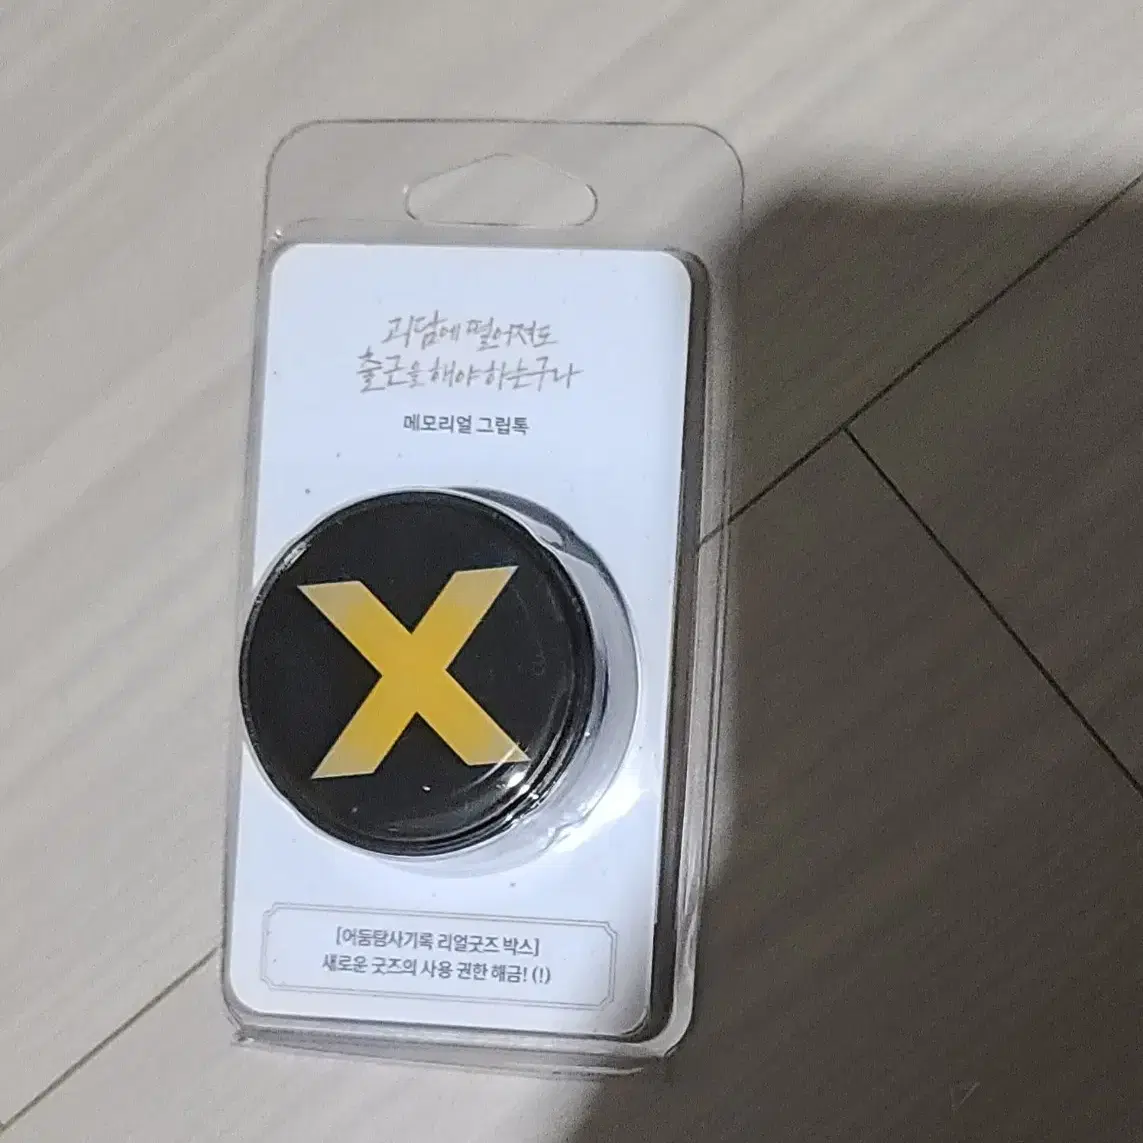 괴담에 떨어져도
출근을 해야 하는구나
메모리얼 그립톡
X
[어둠탐사기록 리얼굿즈 박스]
새로운 굿즈의 사용 권한 해금! (!)